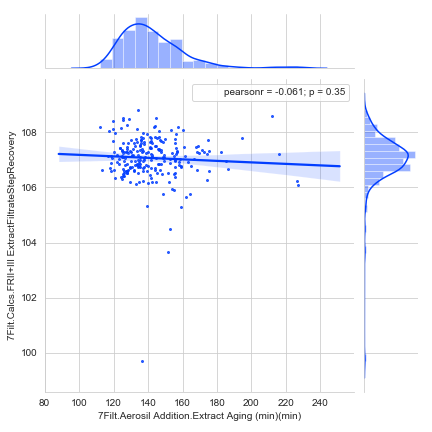 pearsonr = -0.061; p = 0.35
108
106
104
102
100
80 100 120 140 160 180 200 220 240
7Filt.Calcs.FRII+III ExtractFiltrateStepRecovery
7Filt.Aerosil Addition.Extract Aging (min)(min)